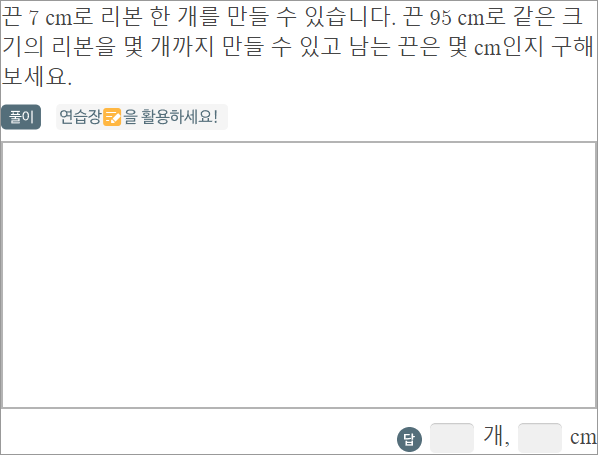 끈 7 cm로 리본 한 개를 만들 수 있습니다. 끈 95 cm로 같은 크
기의 리본을 몇 개까지 만들 수 있고 남는 끈은 몇 cm인지 구해
보세요.
풀이 연습장을 활용하세요!
답 개, cm